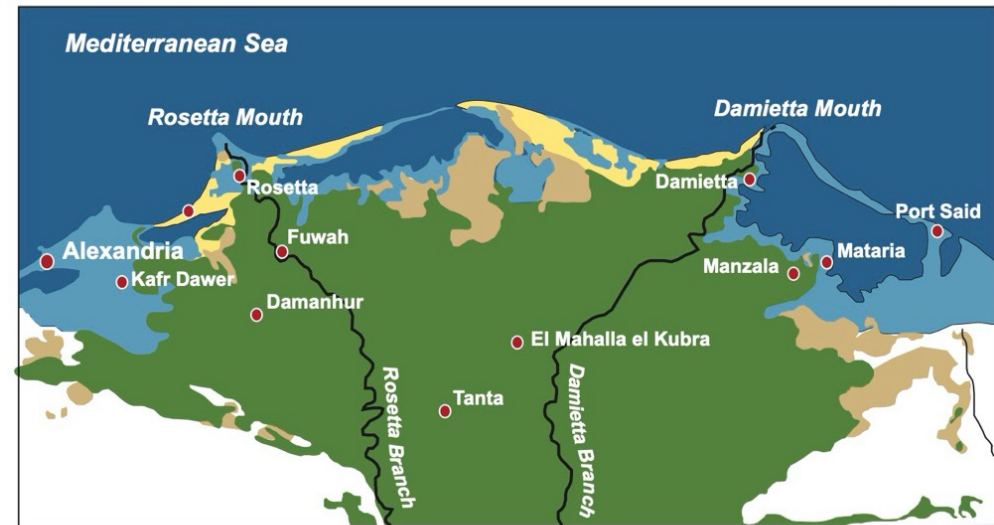 Mediterranean Sea
Rosetta Mouth
Damietta Mouth
Rosetta
Damietta
Port Said
Fuwah
Alexandria
Mataria
Manzala
Kafr Dawer
Damanhur
El Mahalla el Kubra
Tanta
Rosetta Branch
Damietta Branch